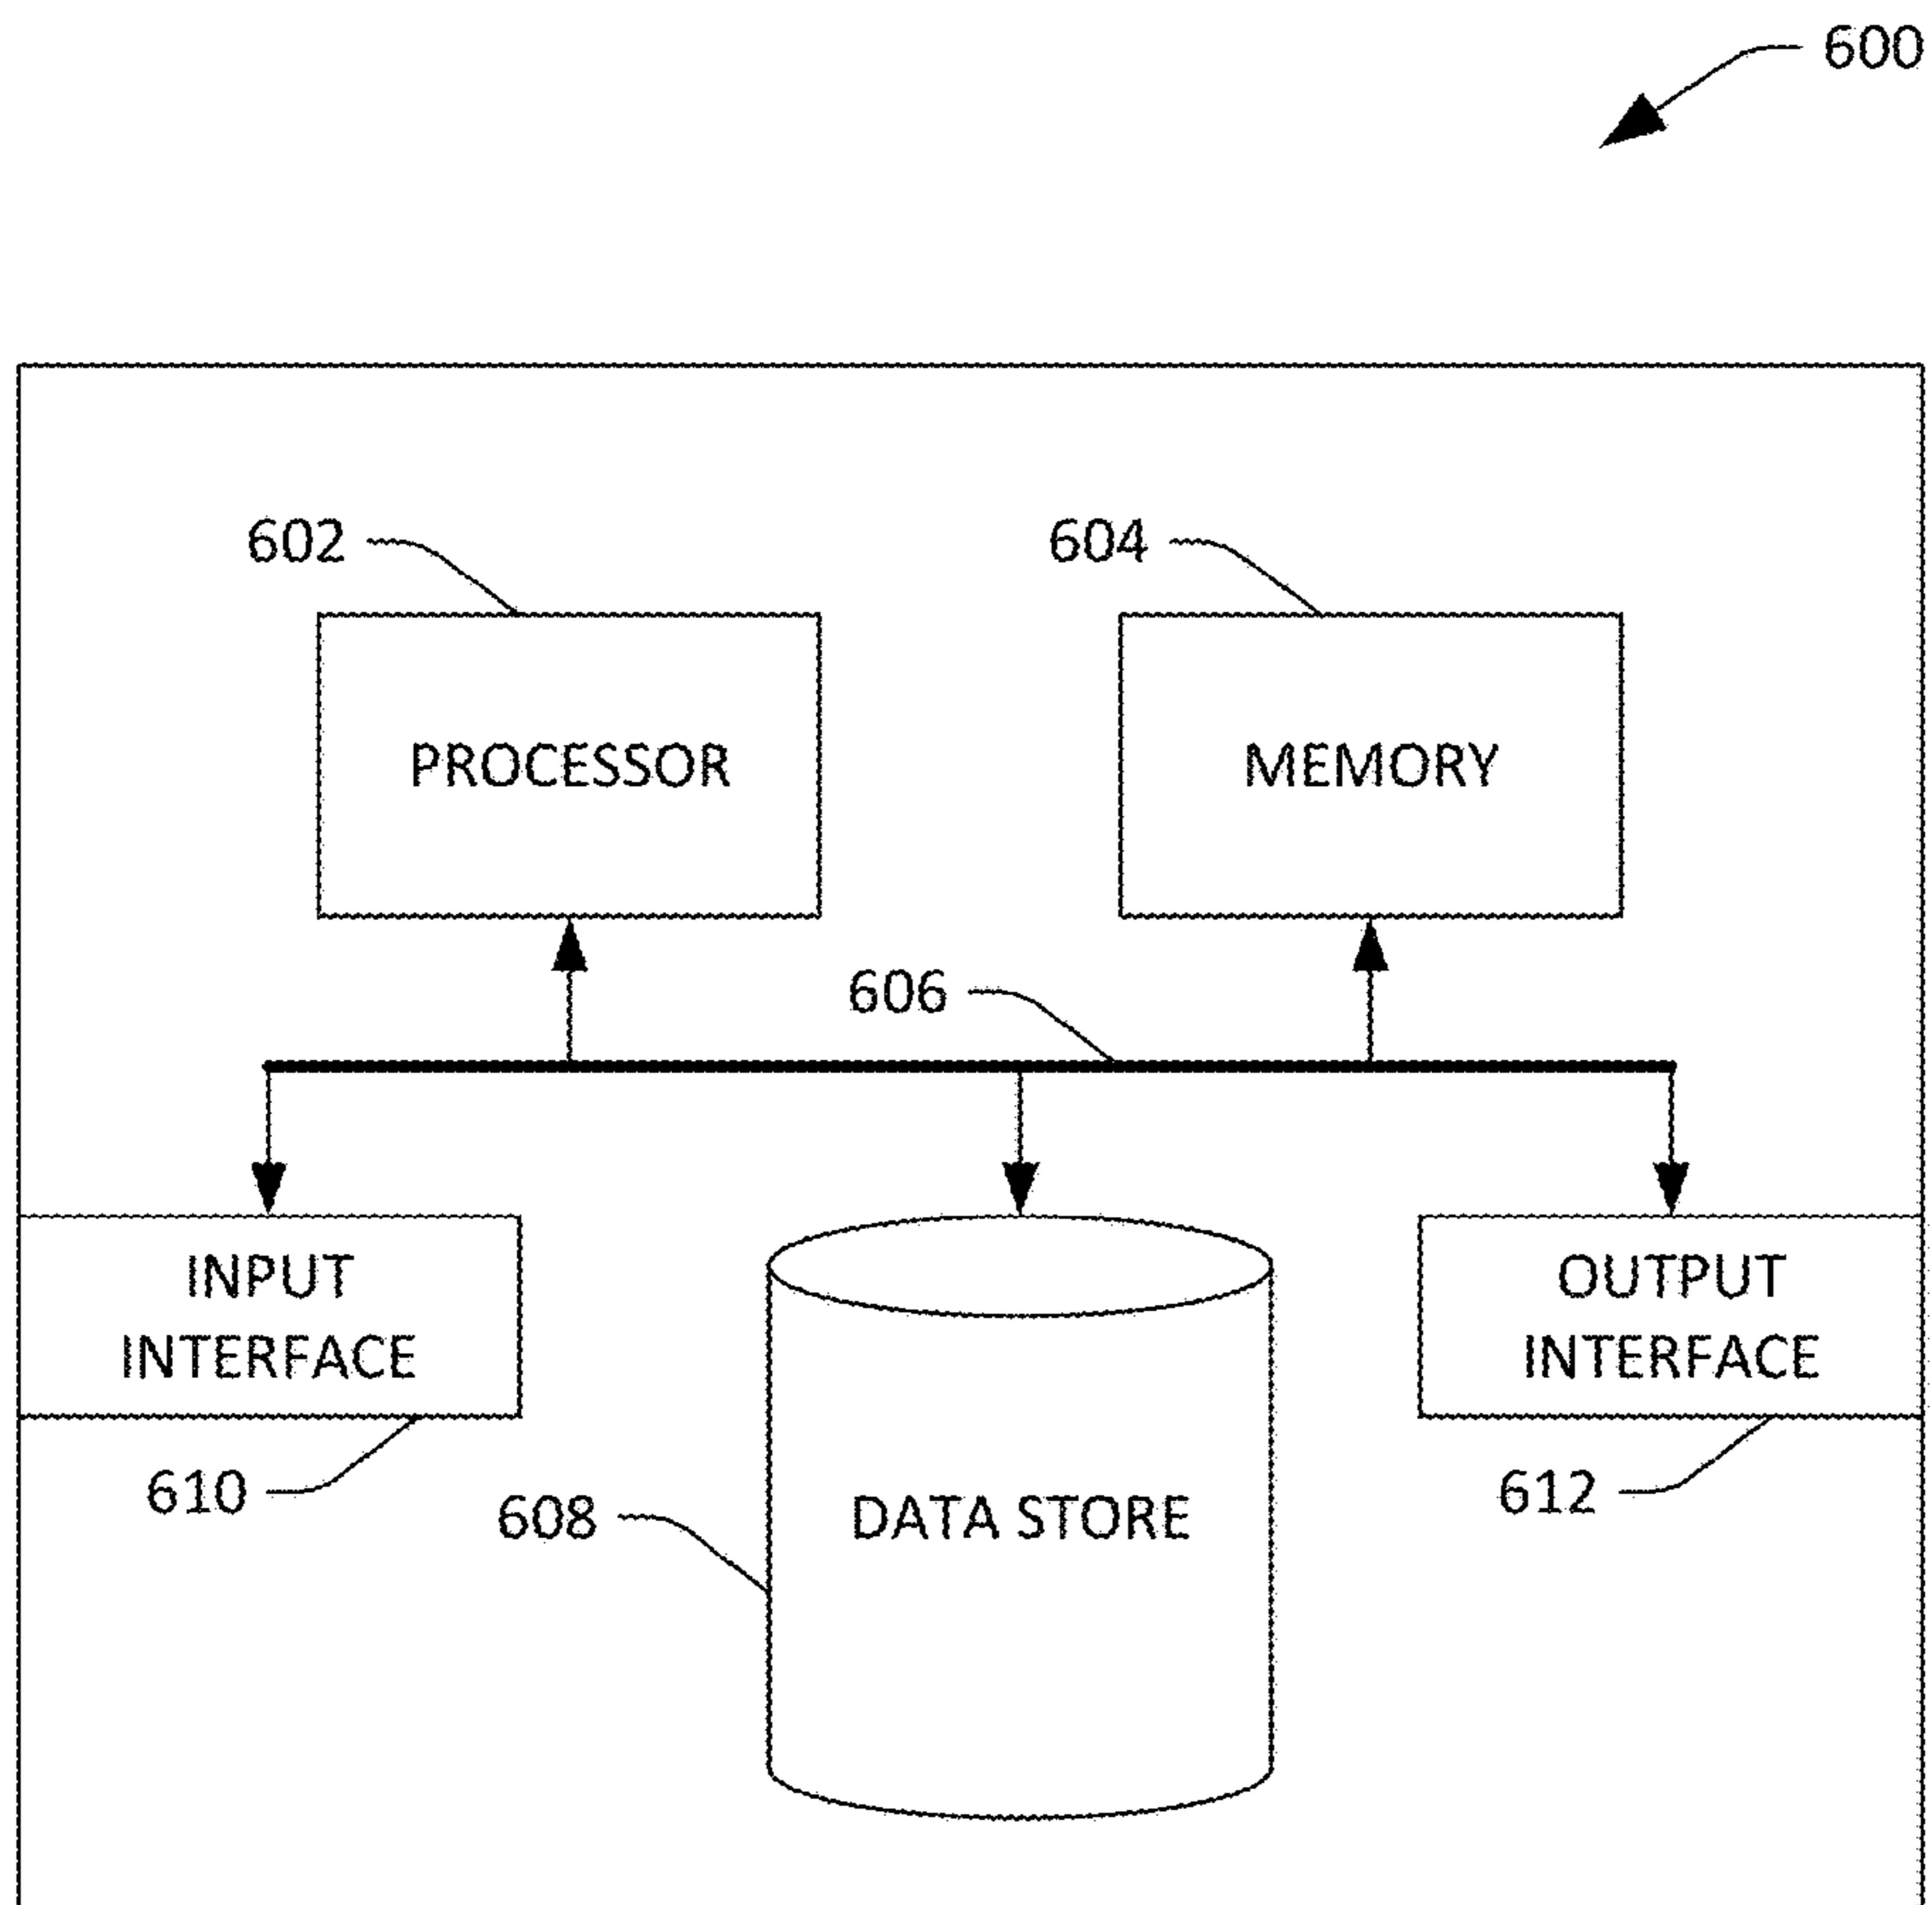 600
602
604
PROCESSOR
MEMORY
606
INPUT
INTERFACE
OUTPUT
INTERFACE
610
608
DATA STORE
612